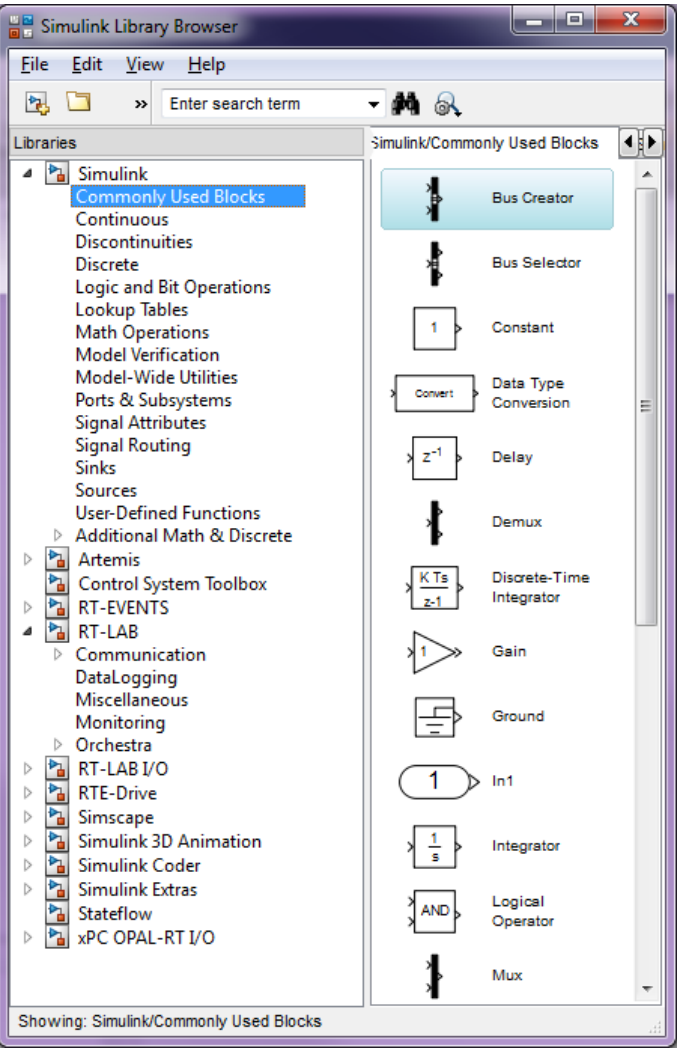 Simulink Library Browser
File Edit View Help
» Enter search term
Libraries
Simulink
Commonly Used Blocks
Continuous
Discontinuities
Discrete
Logic and Bit Operations
Lookup Tables
Math Operations
Model Verification
Model-Wide Utilities
Ports & Subsystems
Signal Attributes
Signal Routing
Sinks
Sources
User-Defined Functions
Additional Math & Discrete
Artemis
Control System Toolbox
RT-EVENTS
RT-LAB
Communication
DataLogging
Miscellaneous
Monitoring
Orchestra
RT-LAB I/O
RTE-Drive
Simscape
Simulink 3D Animation
Simulink Coder
Simulink Extras
Stateflow
xPC OPAL-RT I/O
Simulink/Commonly Used Blocks
Bus Creator
Bus Selector
1 Constant
Convert Data Type
Conversion
z-1 Delay
Demux
K Ts Discrete-Time
z-1 Integrator
1 Gain
Ground
1 In1
1 Integrator
s
AND Logical
Operator
Mux
Showing: Simulink/Commonly Used Blocks